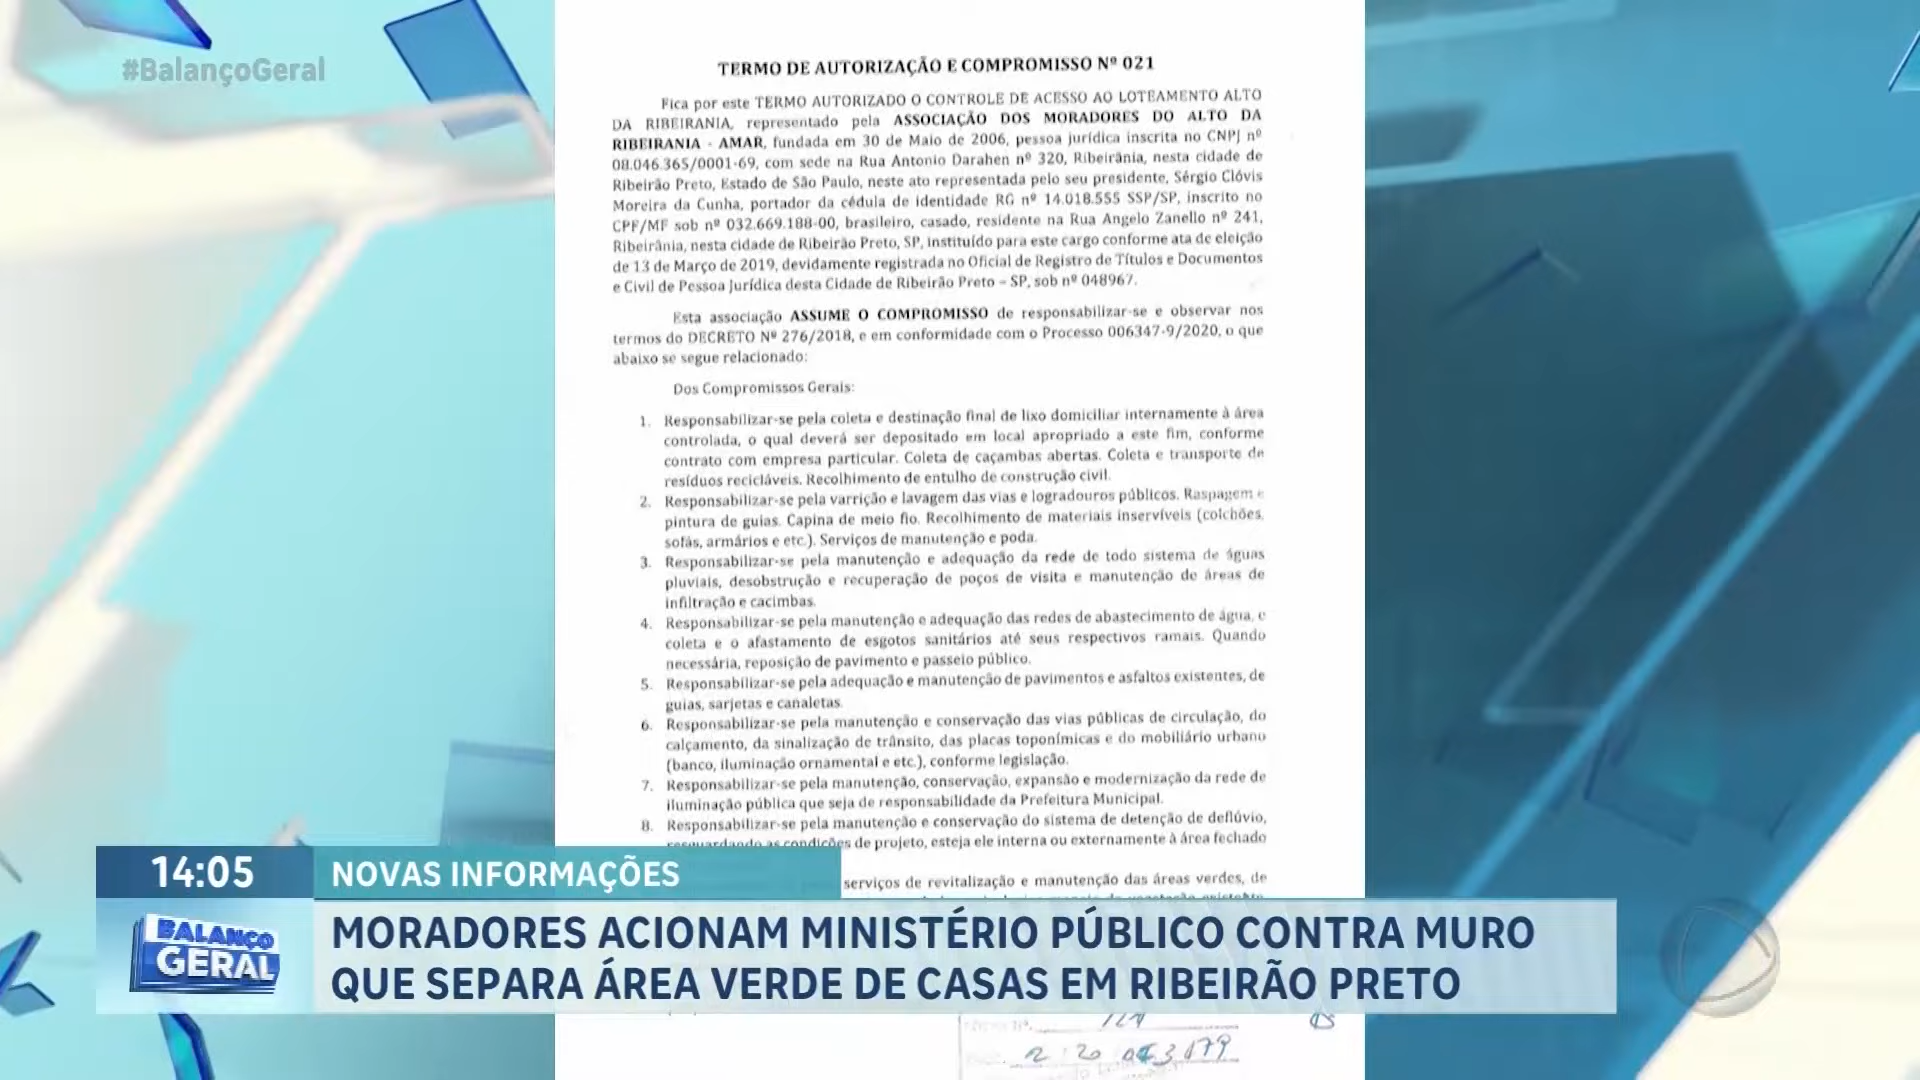 #BalançoGeral
TERMO DE AUTORIZAÇÃO E COMPROMISSO Nº 021
Fica por este TERMO AUTORIZADO O CONTROLE DE ACESSO AO LOTEAMENTO ALTO
DA RIBEIRANIA, representado pela ASSOCIAÇÃO DOS MORADORES DO ALTO DA
RIBEIRANIA - AMAR, fundada em 30 de Maio de 2006, pessoa jurídica inscrita no CNPJ nº
08.046.365/0001-69, com sede na Rua Antonio Darahen nº 320, Ribeirânia, nesta cidade de
Ribeirão Preto, Estado de São Paulo, neste ato representada pelo seu presidente, Sérgio Clóvis
Moreira da Cunha, portador da cédula de identidade RG nº 14.018.555 SSP/SP, inscrito no
CPF/MF sob nº 032.669.188-00, brasileiro, casado, residente na Rua Angelo Zanello nº 241,
Ribeirânia, nesta cidade de Ribeirão Preto, SP, instituído para este cargo conforme ata de eleição
de 13 de Março de 2019, devidamente registrada no Oficial de Registro de Títulos e Documentos
e Civil de Pessoa Jurídica desta Cidade de Ribeirão Preto – SP, sob nº 048967.
Esta associação ASSUME O COMPROMISSO de responsabilizar-se e observar nos
termos do DECRETO Nº 276/2018, e em conformidade com o Processo 006347-9/2020, o que
abaixo se segue relacionado:
Dos Compromissos Gerais:
1. Responsabilizar-se pela coleta e destinação final de lixo domiciliar internamente à área
controlada, o qual deverá ser depositado em local apropriado a este fim, conforme
contrato com empresa particular. Coleta de caçambas abertas. Coleta e transporte de
resíduos recicláveis. Recolhimento de entulho de construção civil.
2. Responsabilizar-se pela varrição e lavagem das vias e logradouros públicos. Raspagem e
pintura de guias. Capina de meio fio. Recolhimento de materiais inservíveis (colchões,
sofás, armários e etc.). Serviços de manutenção e poda.
3. Responsabilizar-se pela manutenção e adequação da rede de todo sistema de águas
pluviais, desobstrução e recuperação de poços de visita e manutenção de áreas de
infiltração e cacimbas.
4. Responsabilizar-se pela manutenção e adequação das redes de abastecimento de água, e
coleta e o afastamento de esgotos sanitários até seus respectivos ramais. Quando
necessária, reposição de pavimento e passeio público.
5. Responsabilizar-se pela adequação e manutenção de pavimentos e asfaltos existentes, de
guias, sarjetas e canaletas.
6. Responsabilizar-se pela manutenção e conservação das vias públicas de circulação, do
calçamento, da sinalização de trânsito, das placas toponímicas e do mobiliário urbano
(banco, iluminação ornamental e etc.), conforme legislação.
7. Responsabilizar-se pela manutenção, conservação, expansão e modernização da rede de
iluminação pública que seja de responsabilidade da Prefeitura Municipal.
8. Responsabilizar-se pela manutenção e conservação do sistema de detenção de deflúvio,
resguardando as condições de projeto, esteja ele interna ou externamente à área fechado
serviços de revitalização e manutenção das áreas verdes, de
14:05
NOVAS INFORMAÇÕES
BALANÇO
GERAL
MORADORES ACIONAM MINISTÉRIO PÚBLICO CONTRA MURO
QUE SEPARA ÁREA VERDE DE CASAS EM RIBEIRÃO PRETO